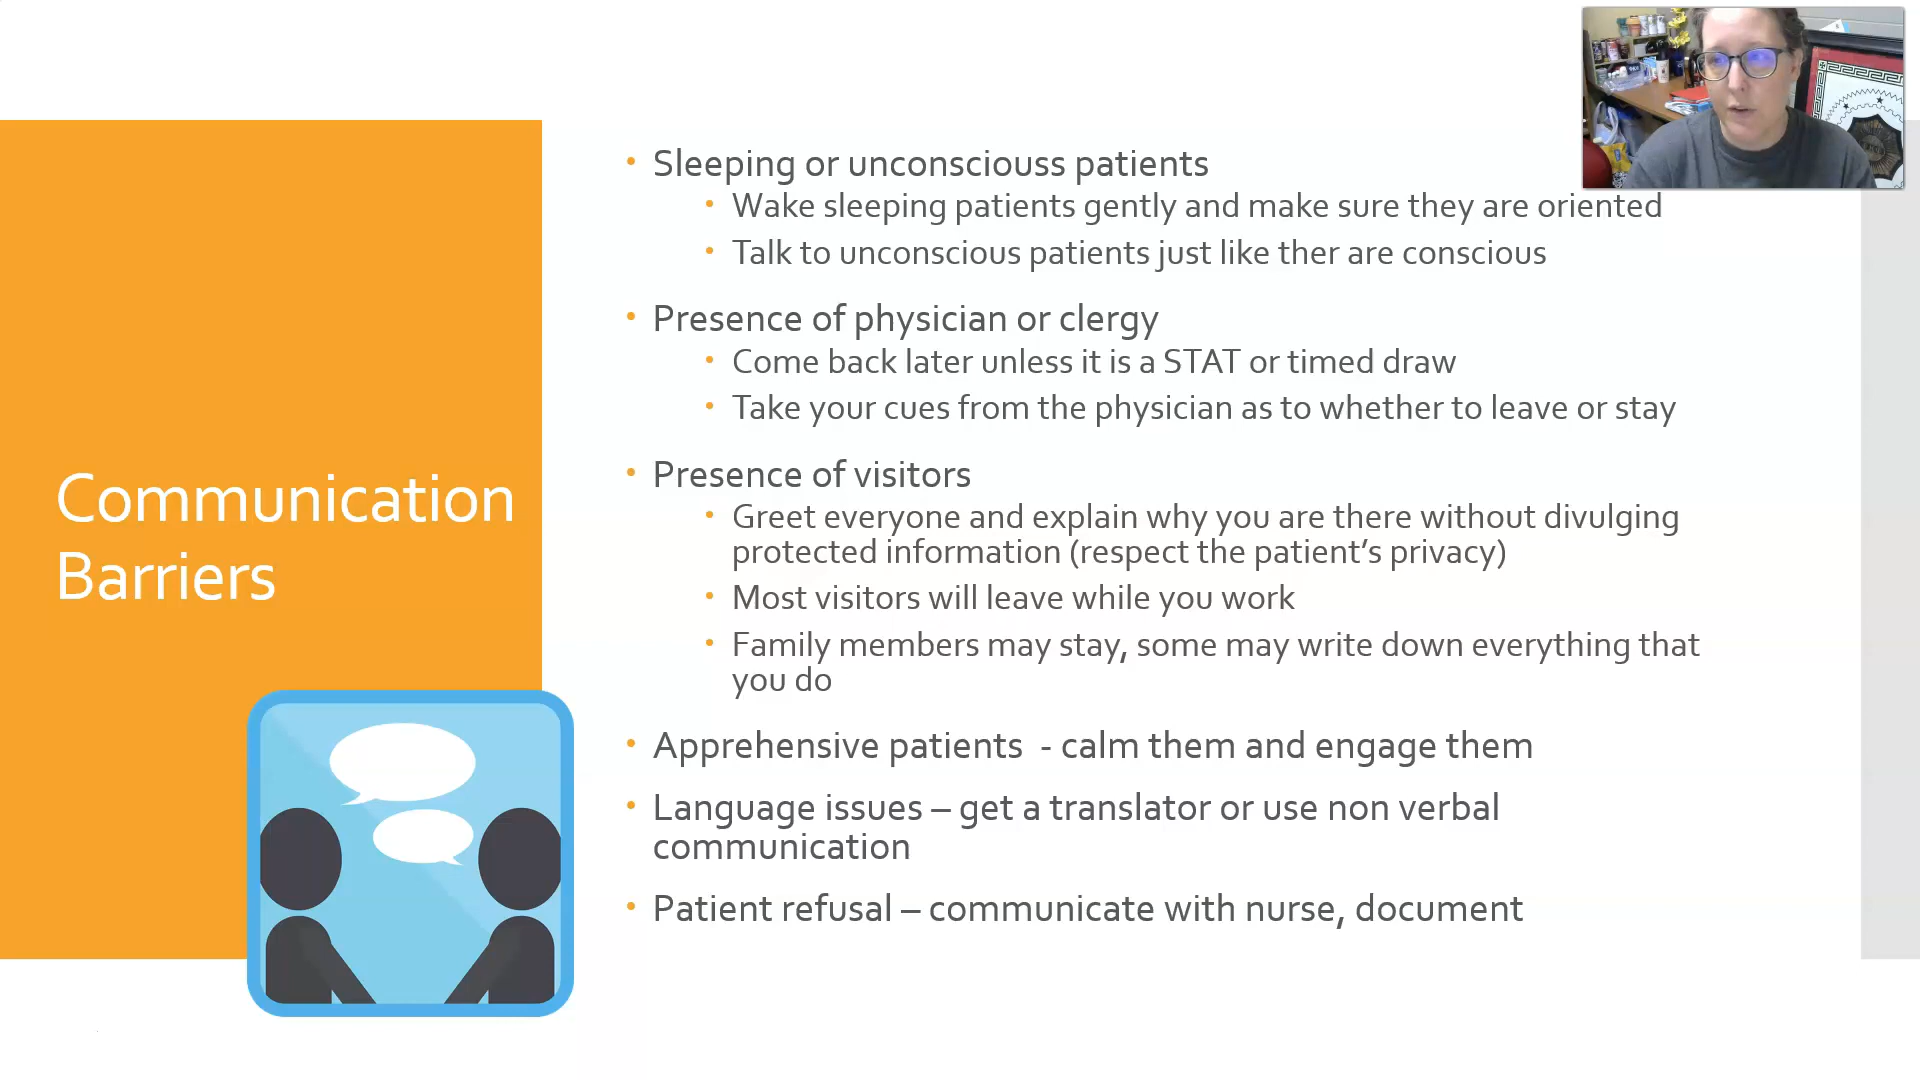 Communication
Barriers
Sleeping or unconsciouss patients
Wake sleeping patients gently and make sure they are oriented
Talk to unconscious patients just like ther are conscious
Presence of physician or clergy
Come back later unless it is a STAT or timed draw
Take your cues from the physician as to whether to leave or stay
Presence of visitors
Greet everyone and explain why you are there without divulging
protected information (respect the patient’s privacy)
Most visitors will leave while you work
Family members may stay, some may write down everything that
you do
Apprehensive patients  - calm them and engage them
Language issues – get a translator or use non verbal
communication
Patient refusal – communicate with nurse, document